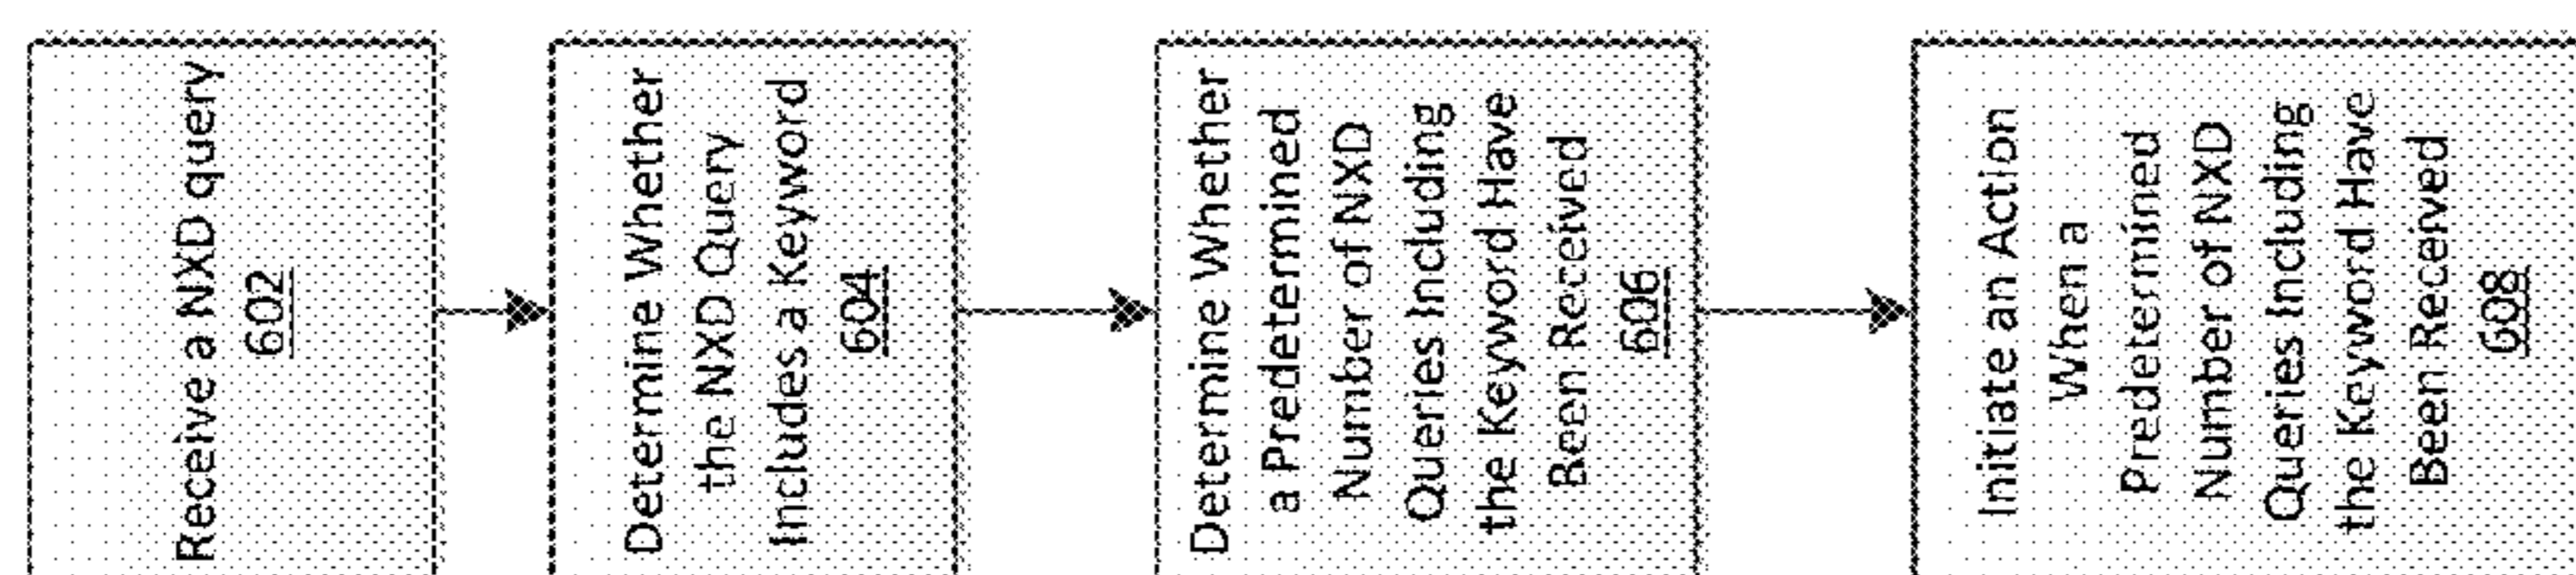 Receive a NXD query
602
Determine Whether
the NXD Query
Includes a Keyword
604
Determine Whether
a Predetermined
Number of NXD
Queries Including
the Keyword Have
Been Received
606
Initiate an Action
When a
Predetermined
Number of NXD
Queries Including
the Keyword Have
Been Received
608